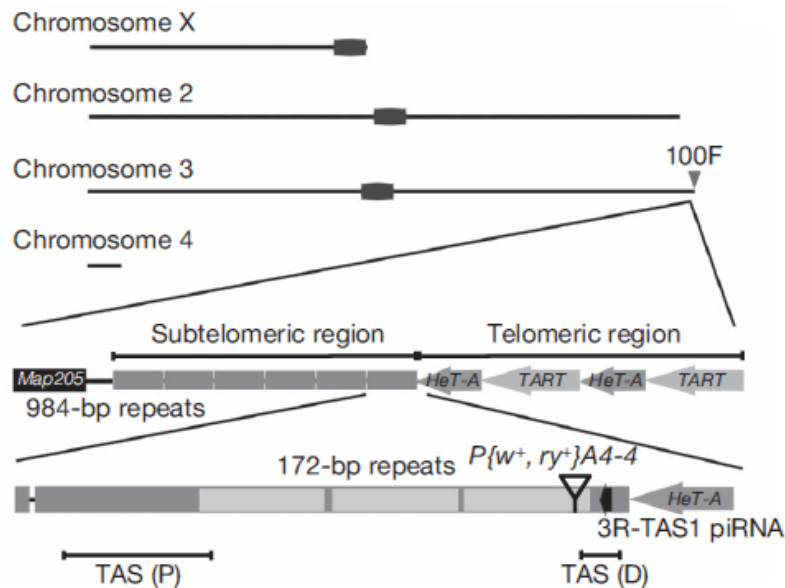 Chromosome X
Chromosome 2
Chromosome 3
100F
Chromosome 4
Subtelomeric region Telomeric region
Map205 HeT-A TART HeT-A TART
984-bp repeats
172-bp repeats P{w+, ry+}A4-4
HeT-A
3R-TAS1 piRNA
TAS (P) TAS (D)